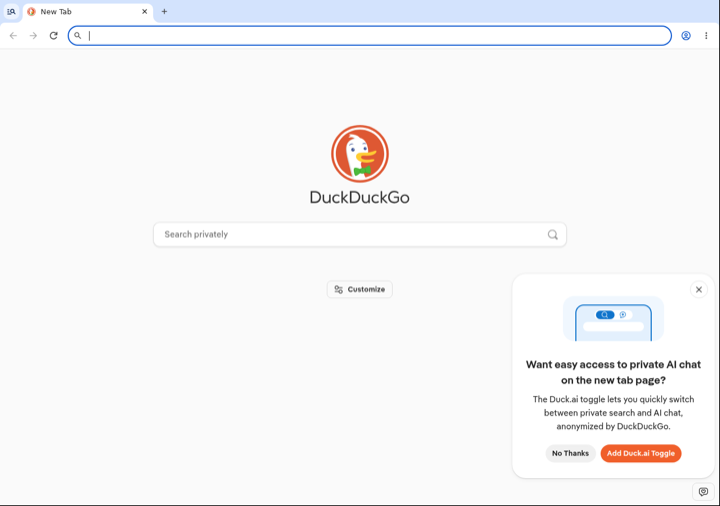 New Tab
DuckDuckGo
Search privately
Customize
Want easy access to private AI chat
on the new tab page?
The Duck.ai toggle lets you quickly switch
between private search and AI chat,
anonymized by DuckDuckGo.
No Thanks
Add Duck.ai Toggle